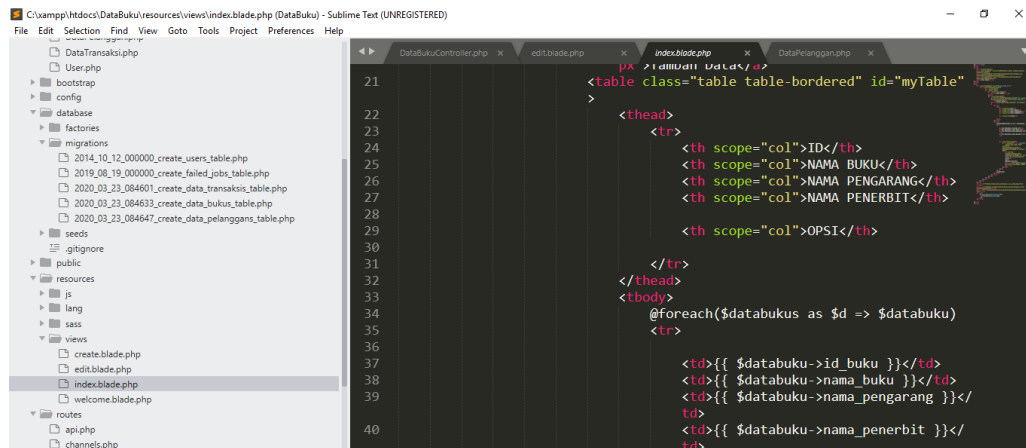 C:\xampp\htdocs\DataBuku\resources\views\index.blade.php (DataBuku) - Sublime Text (UNREGISTERED)
File Edit Selection Find View Goto Tools Project Preferences Help
DataTransaksi.php
User.php
bootstrap
config
database
factories
migrations
2014_10_12_000000_create_users_table.php
2019_08_19_000000_create_failed_jobs_table.php
2020_03_23_084601_create_data_transaksis_table.php
2020_03_23_084633_create_data_bukus_table.php
2020_03_23_084647_create_data_pelanggans_table.php
seeds
.gitignore
public
resources
js
lang
sass
views
create.blade.php
edit.blade.php
index.blade.php
welcome.blade.php
routes
api.php
channels.php
DataBukuController.php × edit.blade.php × index.blade.php × DataPelanggan.php ×
px">Tambah Data</a>
21 <table class="table table-bordered" id="myTable"
>
22 <thead>
23 <tr>
24 <th scope="col">ID</th>
25 <th scope="col">NAMA BUKU</th>
26 <th scope="col">NAMA PENGARANG</th>
27 <th scope="col">NAMA PENERBIT</th>
28
29 <th scope="col">OPSI</th>
30
31 </tr>
32 </thead>
33 <tbody>
34 @foreach($databukus as $d => $databuku)
35 <tr>
36
37 <td>{{ $databuku->id_buku }}</td>
38 <td>{{ $databuku->nama_buku }}</td>
39 <td>{{ $databuku->nama_pengarang }}</
td>
40 <td>{{ $databuku->nama_penerbit }}</
td>